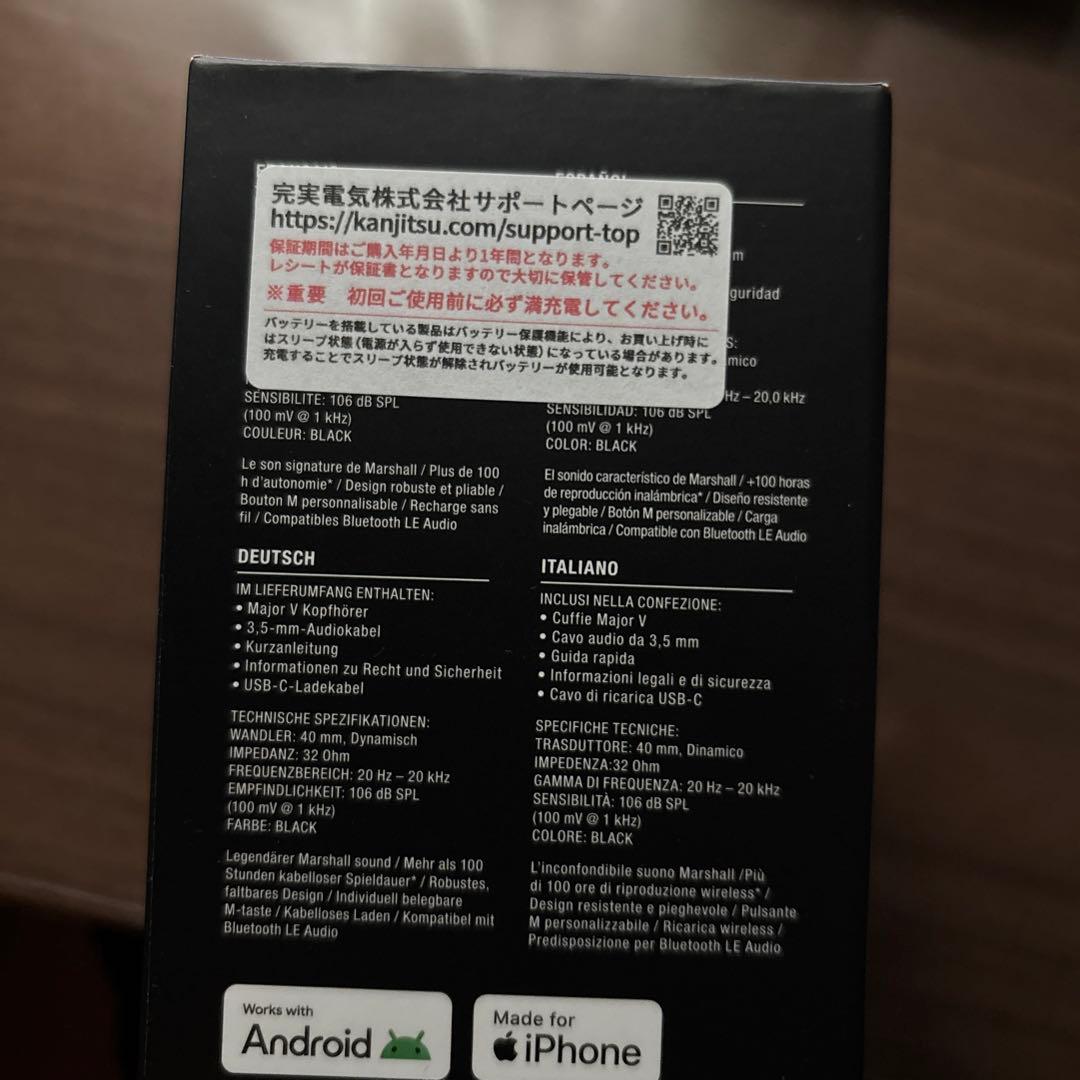 完実電気株式会社サポートページ
https://kanjitsu.com/support-top
保証期間はご購入年月日より1年間となります。
レシートが保証書となりますので大切に保管してください。
※重要　初回ご使用前に必ず満充電してください。
バッテリーを搭載している製品はバッテリー保護機能により、お買い上げ時に
はスリープ状態(電源が入らず使用できない状態)になっている場合があります。
充電することでスリープ状態が解除されバッテリーが使用可能となります。
SENSIBILITE: 106 dB SPL
(100 mV @ 1 kHz)
COULEUR: BLACK
Le son signature de Marshall / Plus de 100
h d'autonomie* / Design robuste et pliable /
Bouton M personnalisable / Recharge sans
fil / Compatibles Bluetooth LE Audio
ESPAÑOL
m
guridad
S:
mico
Hz – 20,0 kHz
SENSIBILIDAD: 106 dB SPL
(100 mV @ 1 kHz)
COLOR: BLACK
El sonido característico de Marshall / +100 horas
de reproducción inalámbrica* / Diseño resistente
y plegable / Botón M personalizable / Carga
inalámbrica / Compatible con Bluetooth LE Audio
DEUTSCH
IM LIEFERUMFANG ENTHALTEN:
• Major V Kopfhörer
• 3,5-mm-Audiokabel
• Kurzanleitung
• Informationen zu Recht und Sicherheit
• USB-C-Ladekabel
TECHNISCHE SPEZIFIKATIONEN:
WANDLER: 40 mm, Dynamisch
IMPEDANZ: 32 Ohm
FREQUENZBEREICH: 20 Hz – 20 kHz
EMPFINDLICHKEIT: 106 dB SPL
(100 mV @ 1 kHz)
FARBE: BLACK
Legendärer Marshall sound / Mehr als 100
Stunden kabelloser Spieldauer* / Robustes,
faltbares Design / Individuell belegbare
M-taste / Kabelloses Laden / Kompatibel mit
Bluetooth LE Audio
ITALIANO
INCLUSI NELLA CONFEZIONE:
• Cuffie Major V
• Cavo audio da 3,5 mm
• Guida rapida
• Informazioni legali e di sicurezza
• Cavo di ricarica USB-C
SPECIFICHE TECNICHE:
TRASDUTTORE: 40 mm, Dinamico
IMPEDENZA:32 Ohm
GAMMA DI FREQUENZA: 20 Hz – 20 kHz
SENSIBILITÀ: 106 dB SPL
(100 mV @ 1 kHz)
COLORE: BLACK
L'inconfondibile suono Marshall /Più
di 100 ore di riproduzione wireless* /
Design resistente e pieghevole / Pulsante
M personalizzabile / Ricarica wireless /
Predisposizione per Bluetooth LE Audio
Works with
Android
Made for
iPhone